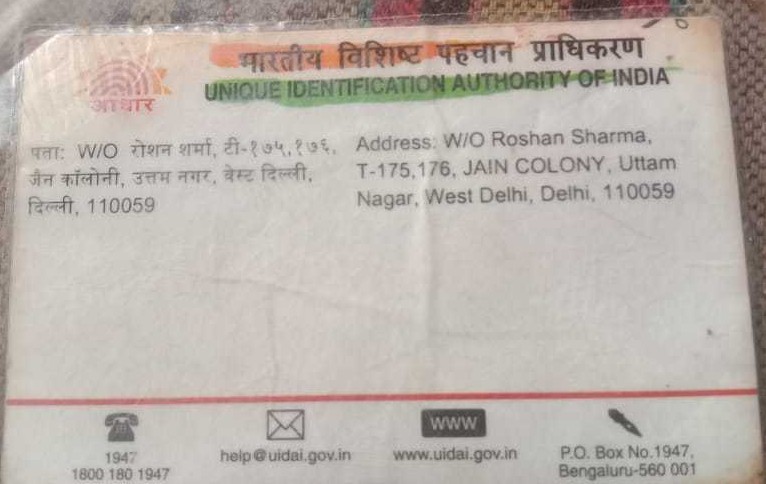 भारतीय विशिष्ट पहचान प्राधिकरण
UNIQUE IDENTIFICATION AUTHORITY OF INDIA
आधार
पता: W/O रोशन शर्मा, टी-१७५,१७६,
जैन कॉलोनी, उत्तम नगर, वेस्ट दिल्ली,
दिल्ली, 110059
Address: W/O Roshan Sharma,
T-175,176, JAIN COLONY, Uttam
Nagar, West Delhi, Delhi, 110059
1947
1800 180 1947
help@uidai.gov.in
www
www.uidai.gov.in
P.O. Box No.1947,
Bengaluru-560 001